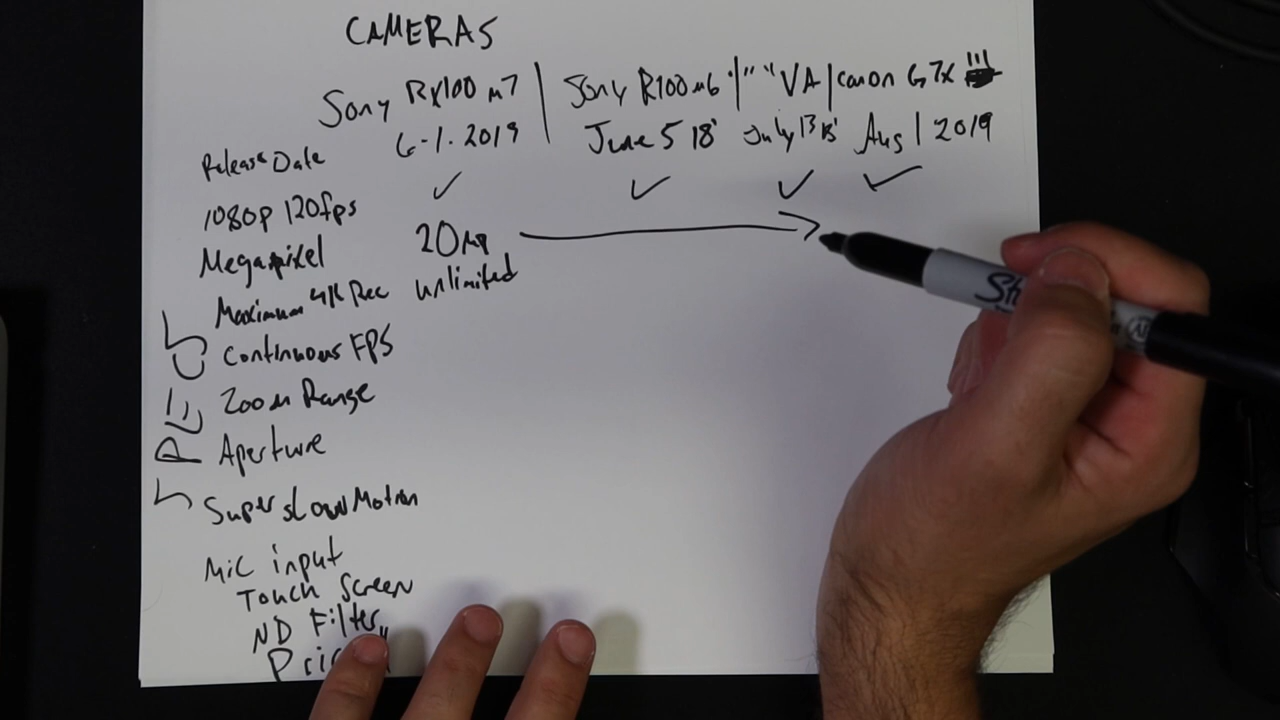 CAMERAS
Sony Rx100 m7 | Sony R100 m6 | " " VA | canon G7x III
Release Date 6-1-2019 June 5 18' July 13 18' Aug 1 2019
1080p 120fps ✓ ✓ ✓ ✓
Megapixel 20mp →
Maximum 4K Rec unlimited
Continuous FPS
Zoom Range
Aperture
Super slow Motion
Mic input
Touch Screen
ND Filter